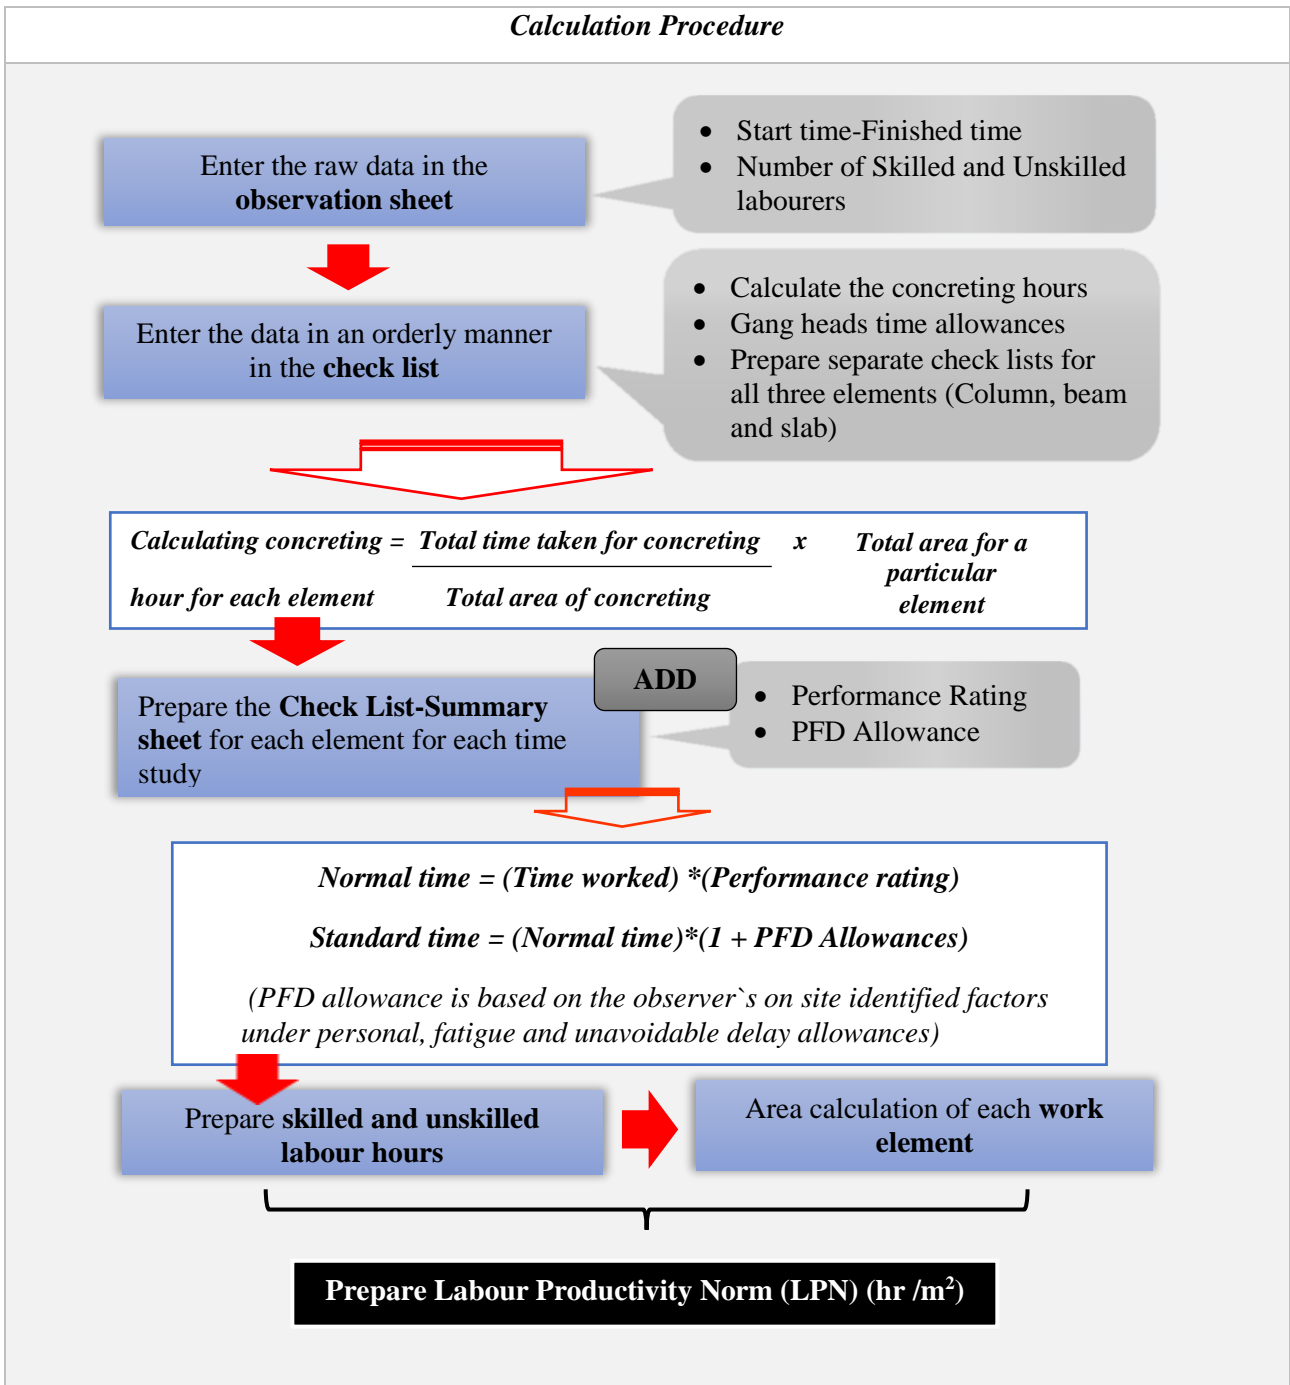 Calculation Procedure
Enter the raw data in the
observation sheet
• Start time-Finished time
• Number of Skilled and Unskilled
labourers
Enter the data in an orderly manner
in the check list
• Calculate the concreting hours
• Gang heads time allowances
• Prepare separate check lists for
all three elements (Column, beam
and slab)
Calculating concreting = Total time taken for concreting x Total area for a
particular
hour for each element Total area of concreting element
ADD
Prepare the Check List-Summary
sheet for each element for each time
study
• Performance Rating
• PFD Allowance
Normal time = (Time worked) *(Performance rating)
Standard time = (Normal time)*(1 + PFD Allowances)
(PFD allowance is based on the observer`s on site identified factors
under personal, fatigue and unavoidable delay allowances)
Prepare skilled and unskilled
labour hours
Area calculation of each work
element
Prepare Labour Productivity Norm (LPN) (hr /m²)